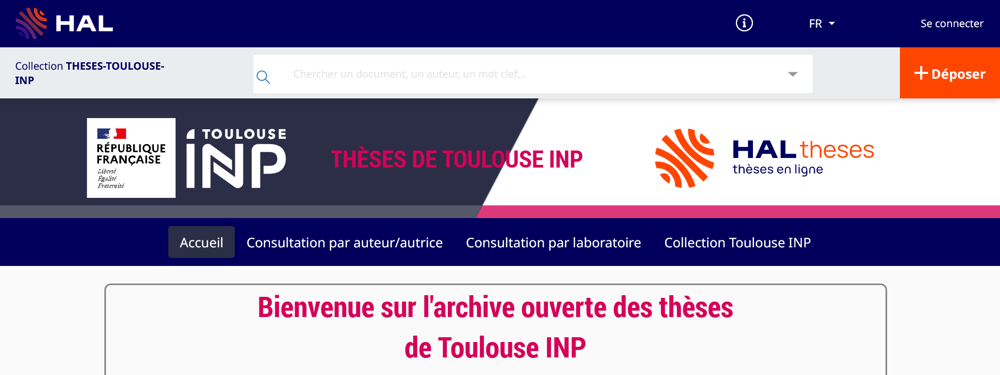 HAL
FR
Se connecter
Collection THESES-TOULOUSE-
INP
Chercher un document, un auteur, un mot clef...
Déposer
RÉPUBLIQUE
FRANÇAISE
Liberté
Égalité
Fraternité
TOULOUSE
INP
THÈSES DE TOULOUSE INP
HAL theses
thèses en ligne
Accueil
Consultation par auteur/autrice
Consultation par laboratoire
Collection Toulouse INP
Bienvenue sur l'archive ouverte des thèses
de Toulouse INP